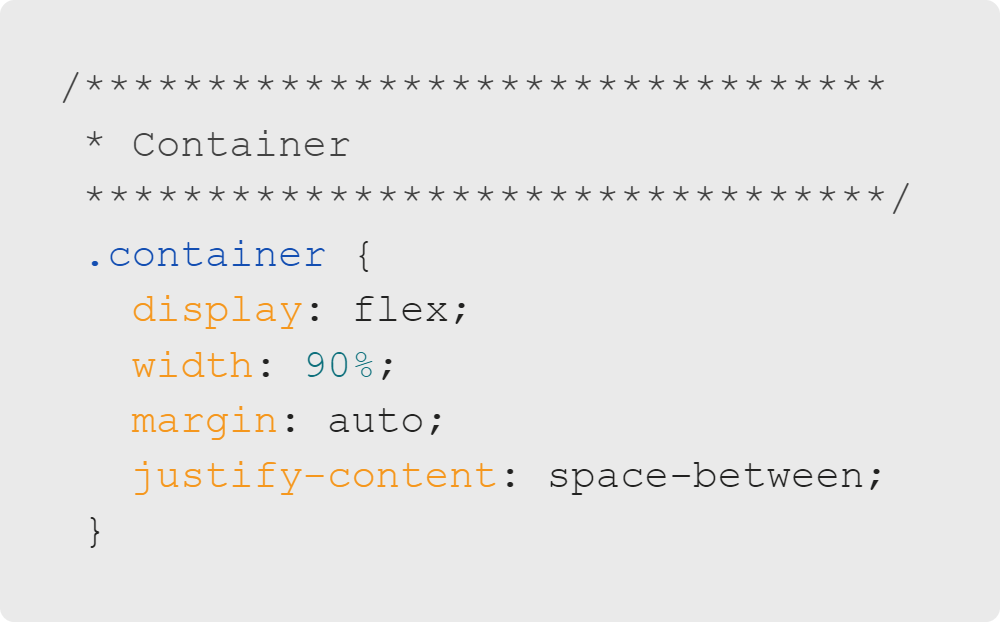 /*********************************
 * Container
 *********************************/
 .container {
   display: flex;
   width: 90%;
   margin: auto;
   justify-content: space-between;
 }